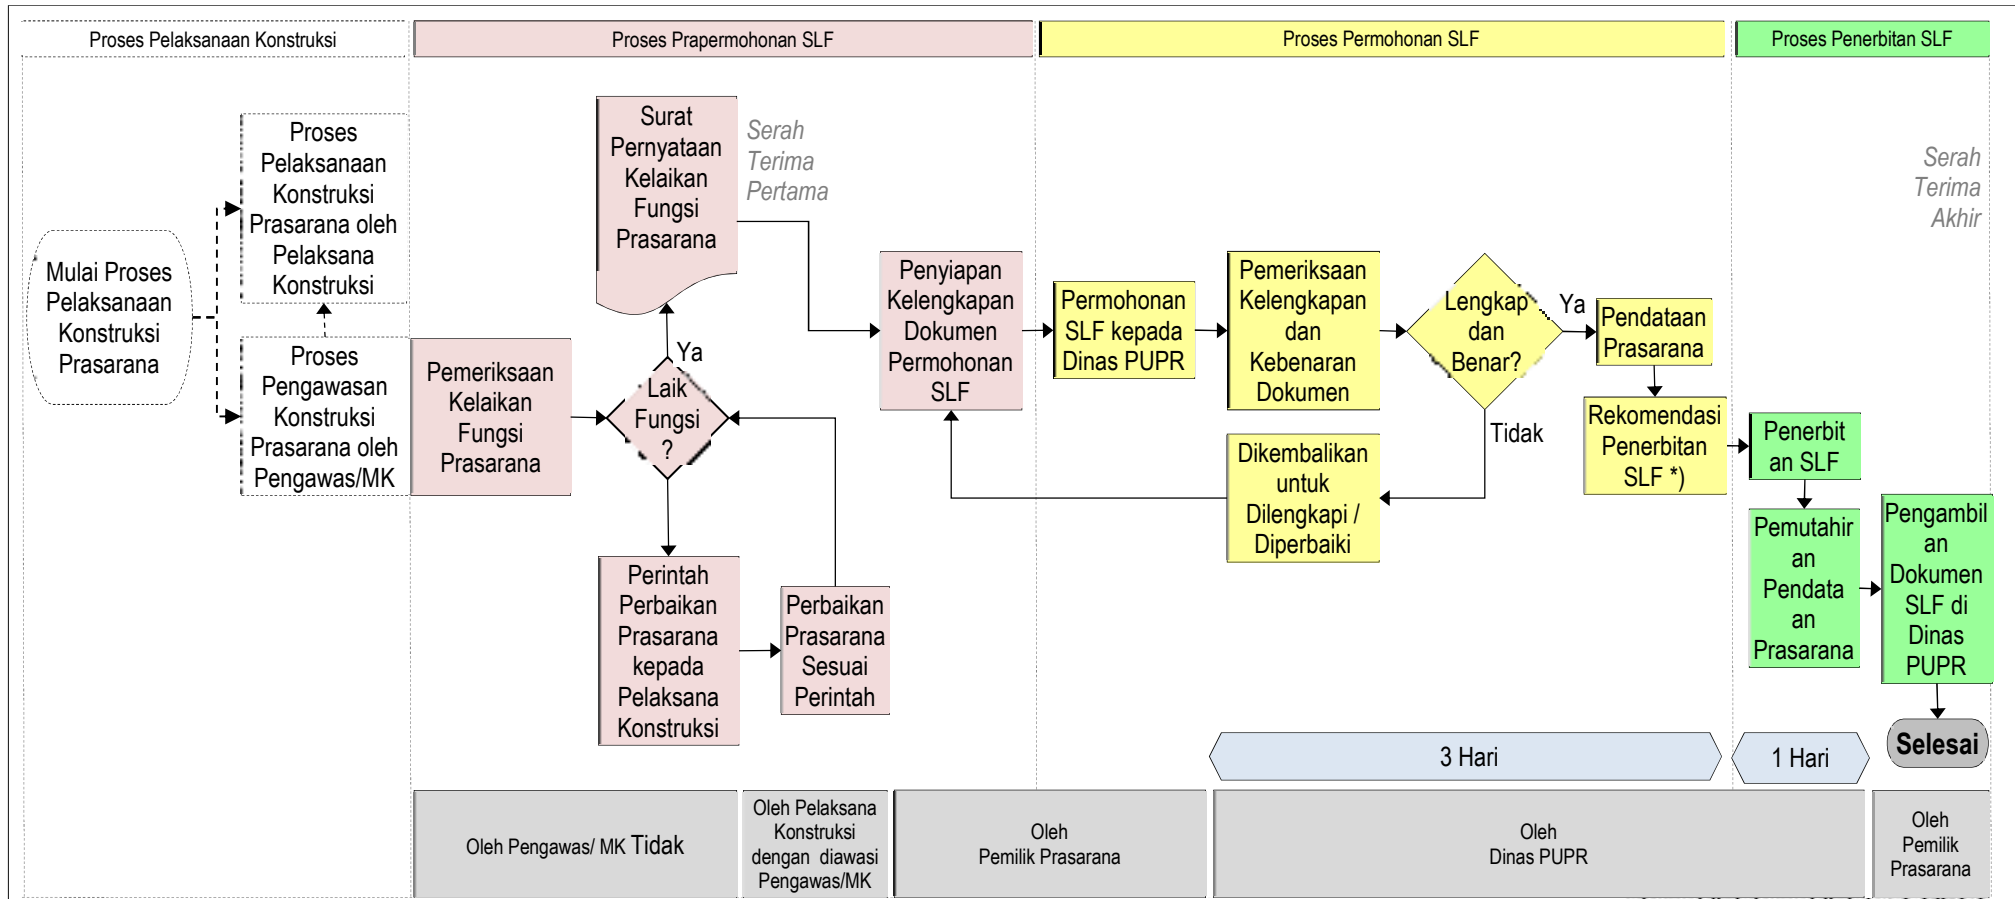 Proses Pelaksanaan Konstruksi
Proses Prapermohonan SLF
Proses Permohonan SLF
Proses Penerbitan SLF
Mulai Proses
Pelaksanaan
Konstruksi
Prasarana
Proses
Pelaksanaan
Konstruksi
Prasarana oleh
Pelaksana
Konstruksi
Proses
Pengawasan
Konstruksi
Prasarana oleh
Pengawas/MK
Pemeriksaan
Kelaikan
Fungsi
Prasarana
Surat
Pernyataan
Kelaikan
Fungsi
Prasarana
Serah
Terima
Pertama
Ya
Laik
Fungsi
?
Perintah
Perbaikan
Prasarana
kepada
Pelaksana
Konstruksi
Perbaikan
Prasarana
Sesuai
Perintah
Penyiapan
Kelengkapan
Dokumen
Permohonan
SLF
Permohonan
SLF kepada
Dinas PUPR
Pemeriksaan
Kelengkapan
dan
Kebenaran
Dokumen
Lengkap
dan
Benar?
Ya
Tidak
Dikembalikan
untuk
Dilengkapi /
Diperbaiki
Pendataan
Prasarana
Rekomendasi
Penerbitan
SLF *)
Serah
Terima
Akhir
Penerbit
an SLF
Pemutahir
an
Pendata
an
Prasarana
Pengambil
an
Dokumen
SLF di
Dinas
PUPR
Selesai
3 Hari
1 Hari
Oleh Pengawas/ MK Tidak
Oleh Pelaksana
Konstruksi
dengan diawasi
Pengawas/MK
Oleh
Pemilik Prasarana
Oleh
Dinas PUPR
Oleh
Pemilik
Prasarana